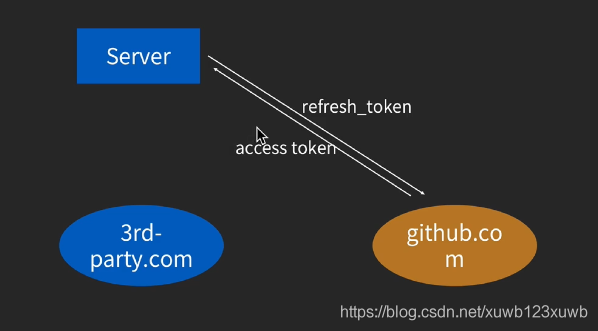 Server
refresh_token
access token
3rd-
party.com
github.co
m
https://blog.csdn.net/xuwb123xuwb